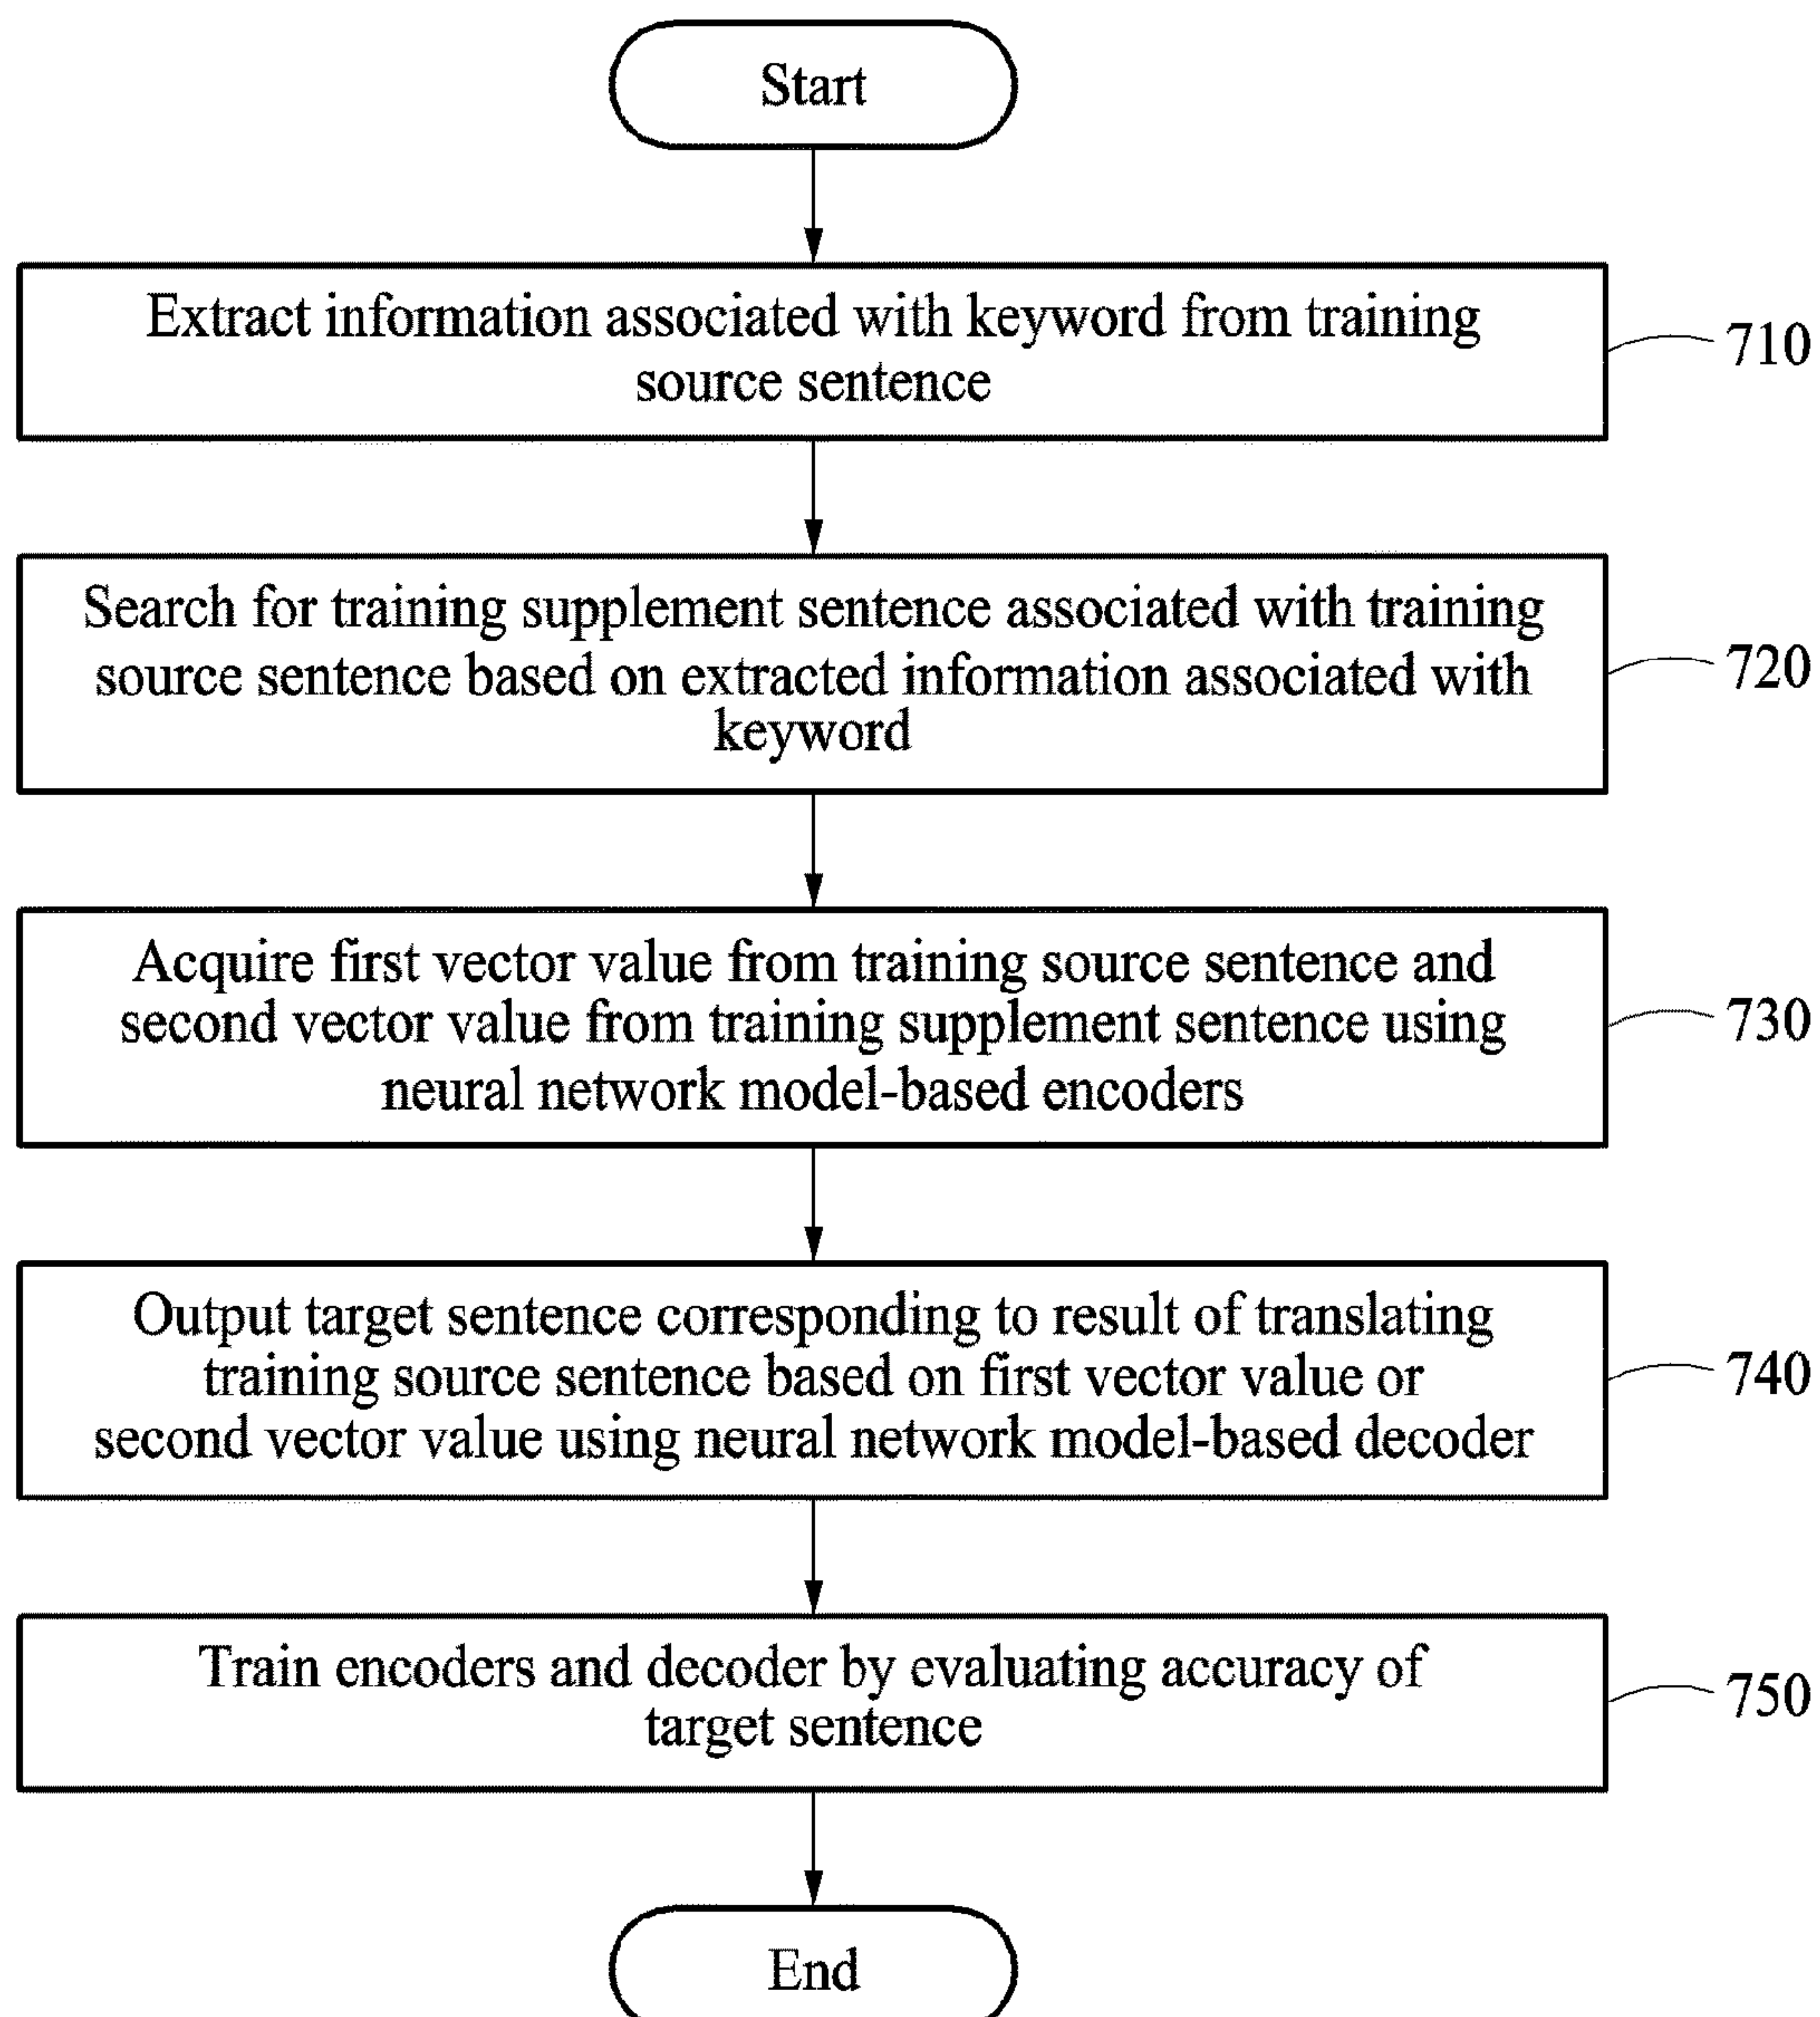 Start
Extract information associated with keyword from training
source sentence
710
Search for training supplement sentence associated with training
source sentence based on extracted information associated with
keyword
720
Acquire first vector value from training source sentence and
second vector value from training supplement sentence using
neural network model-based encoders
730
Output target sentence corresponding to result of translating
training source sentence based on first vector value or
second vector value using neural network model-based decoder
740
Train encoders and decoder by evaluating accuracy of
target sentence
750
End